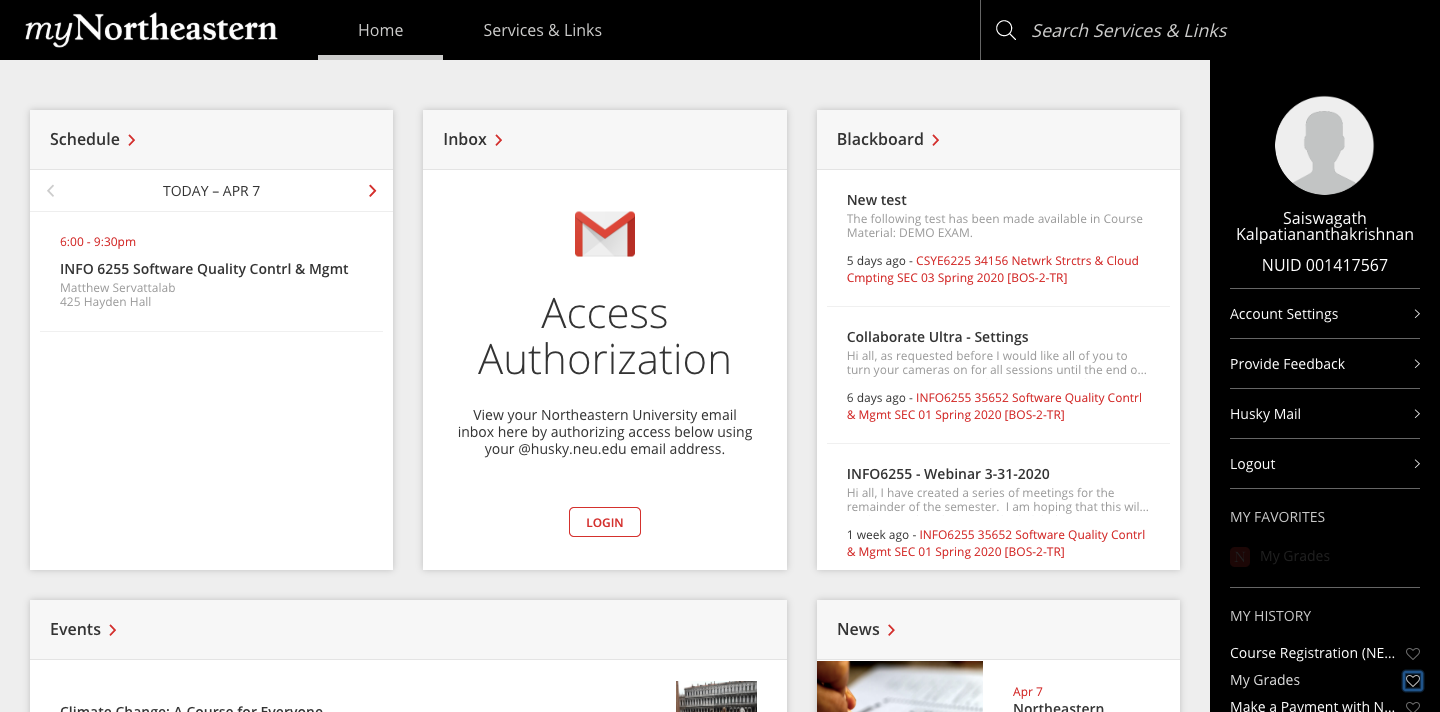 myNortheastern
Home
Services & Links
Search Services & Links
Schedule
TODAY – APR 7
6:00 - 9:30pm
INFO 6255 Software Quality Contrl & Mgmt
Matthew Servattalab
425 Hayden Hall
Inbox
Access
Authorization
View your Northeastern University email
inbox here by authorizing access below using
your @husky.neu.edu email address.
LOGIN
Blackboard
New test
The following test has been made available in Course
Material: DEMO EXAM.
5 days ago - CSYE6225 34156 Netwrk Strctrs & Cloud
Cmpting SEC 03 Spring 2020 [BOS-2-TR]
Collaborate Ultra - Settings
Hi all, as requested before I would like all of you to
turn your cameras on for all sessions until the end o...
6 days ago - INFO6255 35652 Software Quality Contrl
& Mgmt SEC 01 Spring 2020 [BOS-2-TR]
INFO6255 - Webinar 3-31-2020
Hi all, I have created a series of meetings for the
remainder of the semester.  I am hoping that this wil...
1 week ago - INFO6255 35652 Software Quality Contrl
& Mgmt SEC 01 Spring 2020 [BOS-2-TR]
Events
Climate Change: A Course for Everyone
News
Apr 7
Northeastern
Saiswagath
Kalpatiananthakrishnan
NUID 001417567
Account Settings
Provide Feedback
Husky Mail
Logout
MY FAVORITES
N My Grades
MY HISTORY
Course Registration (NE...
My Grades
Make a Payment with N...